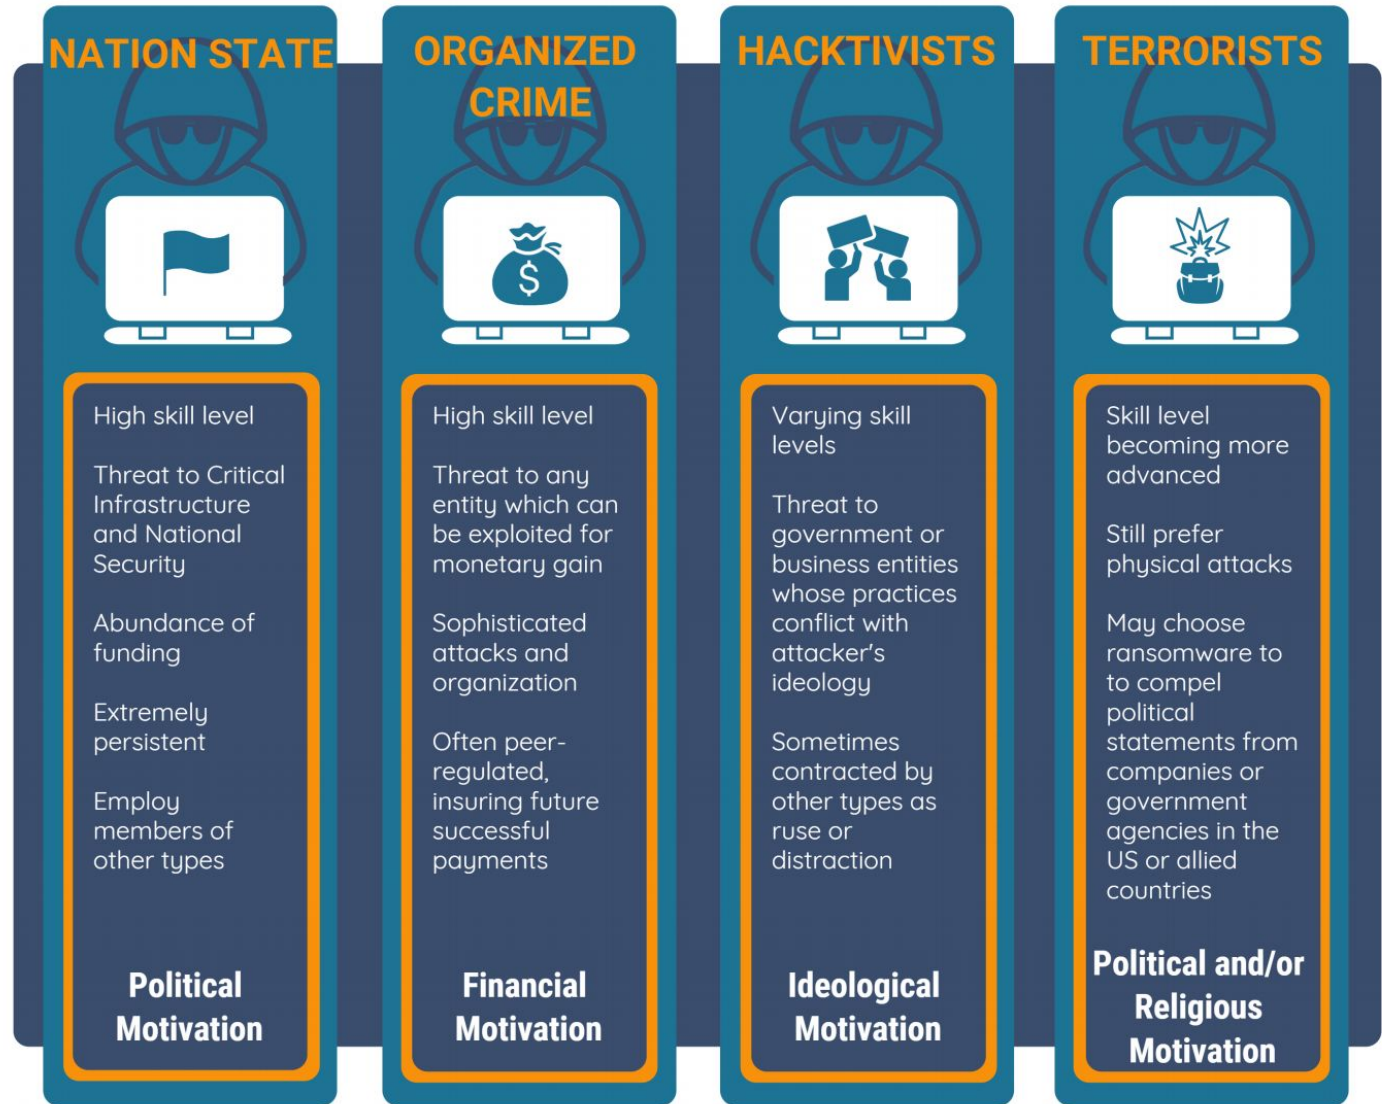 NATION STATE
High skill level
Threat to Critical
Infrastructure
and National
Security
Abundance of
funding
Extremely
persistent
Employ
members of
other types
Political
Motivation
ORGANIZED
CRIME
$
High skill level
Threat to any
entity which can
be exploited for
monetary gain
Sophisticated
attacks and
organization
Often peer-
regulated,
insuring future
successful
payments
Financial
Motivation
HACKTIVISTS
Varying skill
levels
Threat to
government or
business entities
whose practices
conflict with
attacker's
ideology
Sometimes
contracted by
other types as
ruse or
distraction
Ideological
Motivation
TERRORISTS
Skill level
becoming more
advanced
Still prefer
physical attacks
May choose
ransomware to
to compel
political
statements from
companies or
government
agencies in the
US or allied
countries
Political and/or
Religious
Motivation